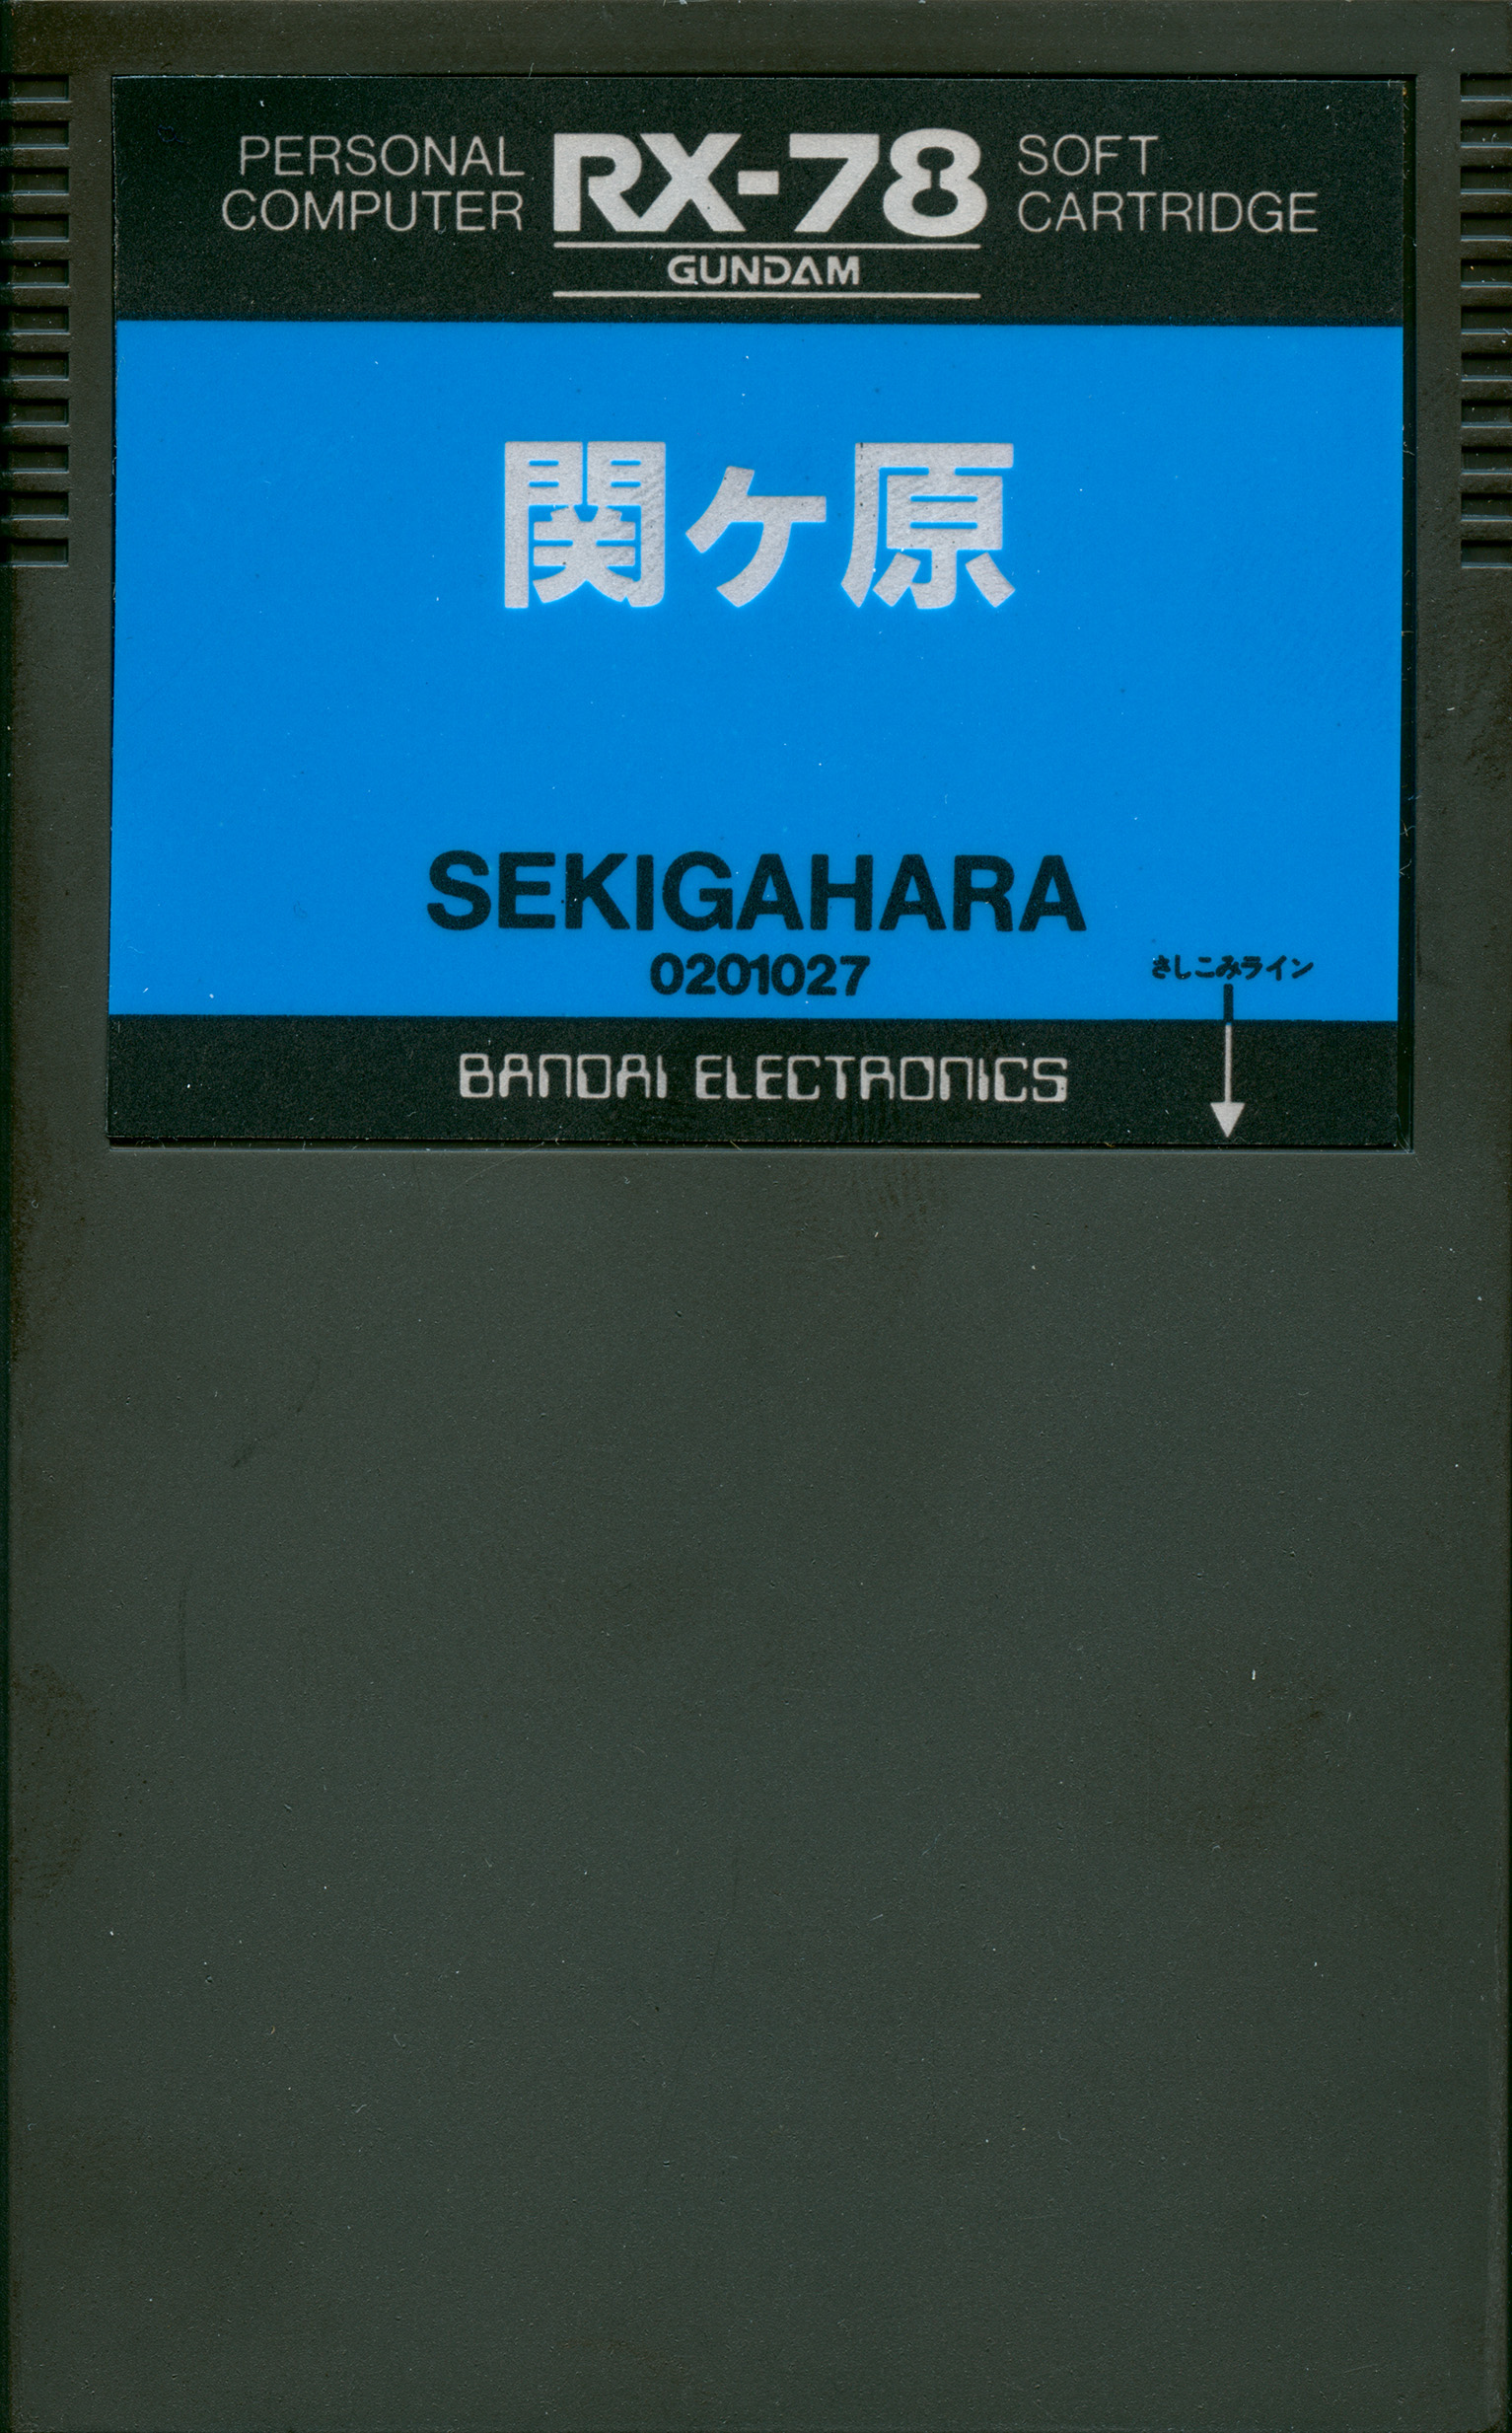 PERSONAL COMPUTER RX-78 SOFT CARTRIDGE
GUNDAM
関ヶ原
SEKIGAHARA
0201027
さしこみライン
BANDAI ELECTRONICS